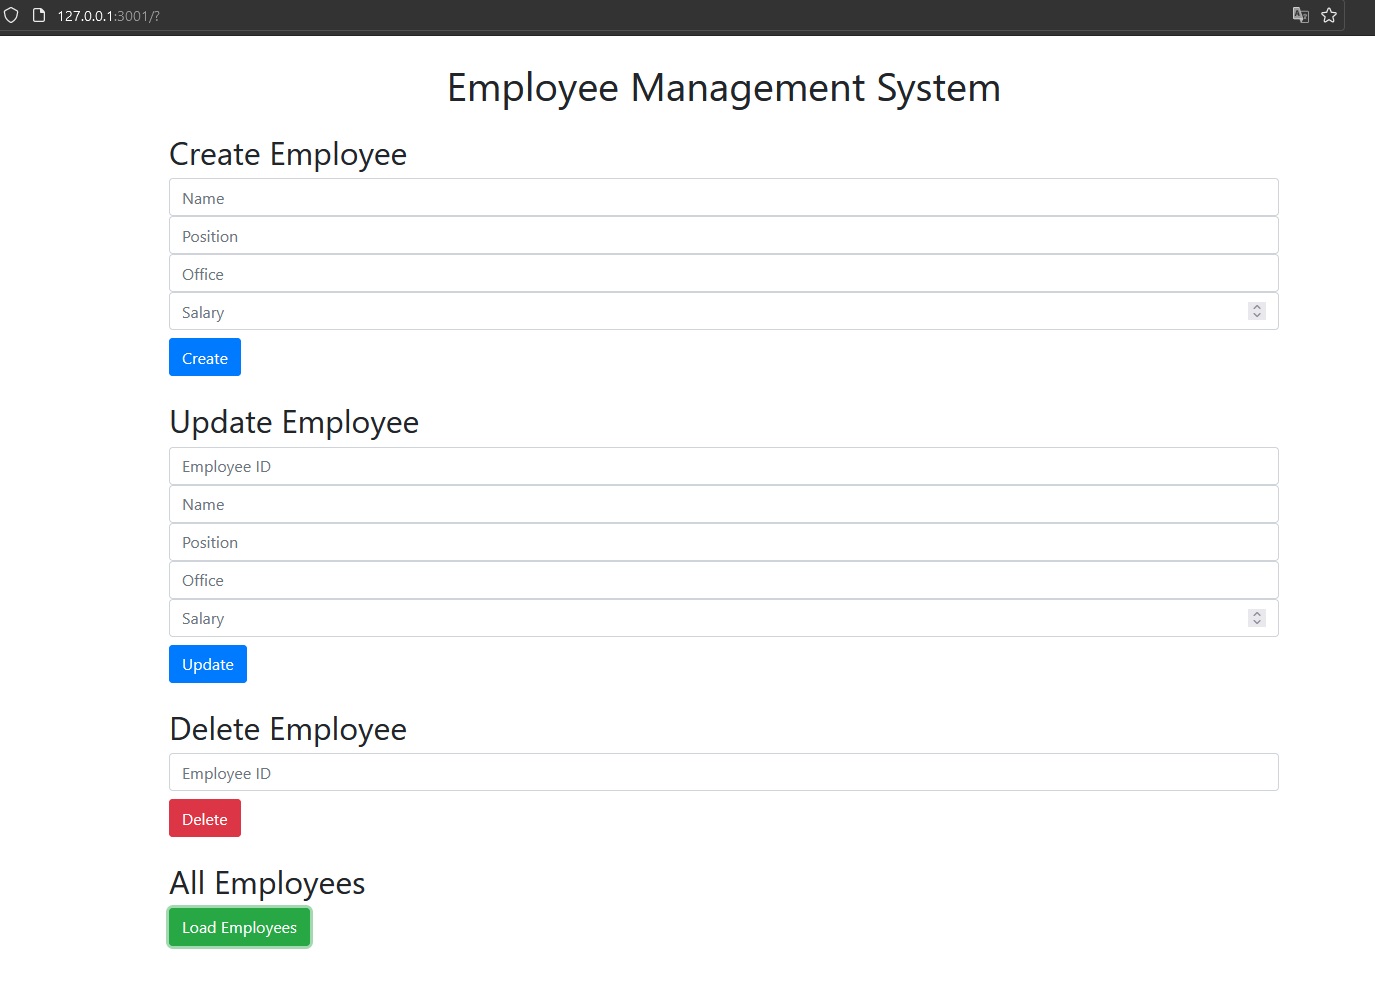 127.0.0.1:3001/?
Employee Management System
Create Employee
Name
Position
Office
Salary
Create
Update Employee
Employee ID
Name
Position
Office
Salary
Update
Delete Employee
Employee ID
Delete
All Employees
Load Employees